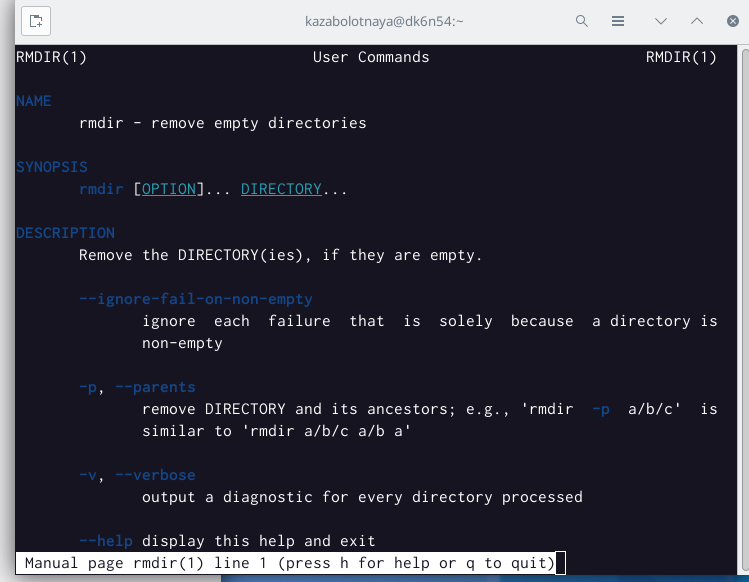 kazabolotnaya@dk6n54:~
RMDIR(1) User Commands RMDIR(1)
NAME
rmdir - remove empty directories
SYNOPSIS
rmdir [OPTION]... DIRECTORY...
DESCRIPTION
Remove the DIRECTORY(ies), if they are empty.
--ignore-fail-on-non-empty
ignore each failure that is solely because a directory is
non-empty
-p, --parents
remove DIRECTORY and its ancestors; e.g., 'rmdir -p a/b/c' is
similar to 'rmdir a/b/c a/b a'
-v, --verbose
output a diagnostic for every directory processed
--help display this help and exit
Manual page rmdir(1) line 1 (press h for help or q to quit)